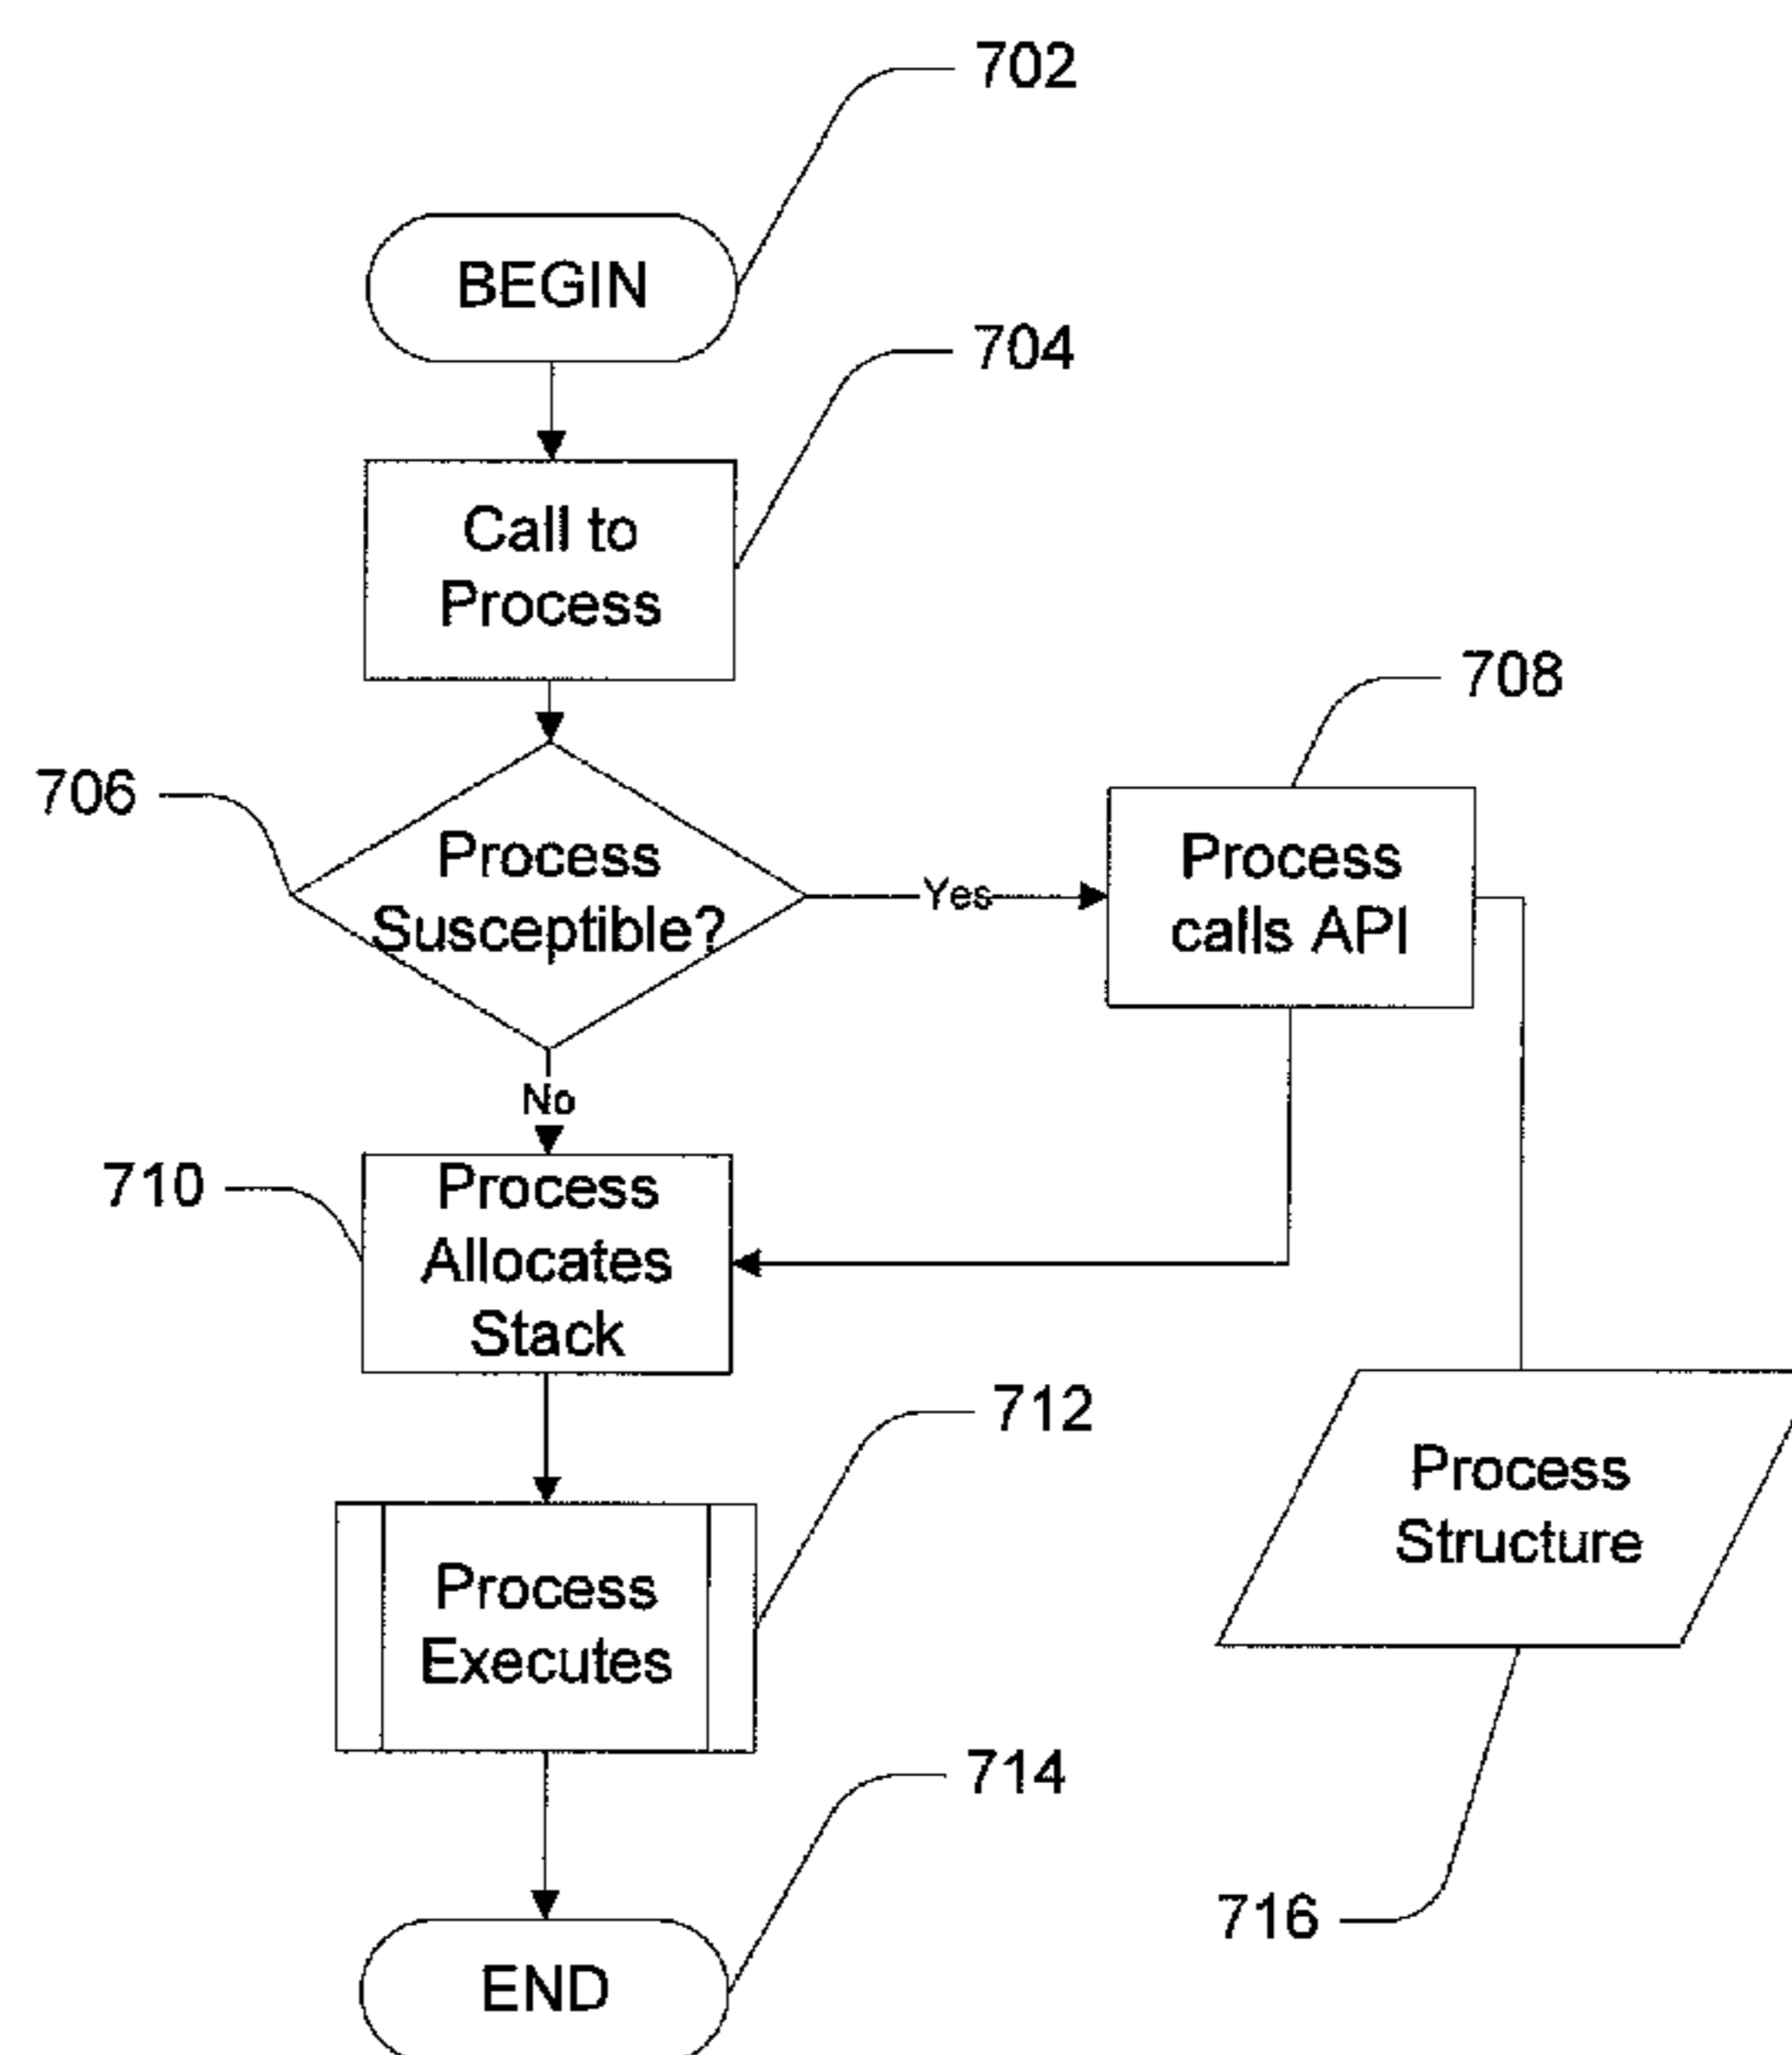 702
BEGIN
704
Call to
Process
706
Process
Susceptible?
Yes
708
Process
calls API
No
710
Process
Allocates
Stack
712
Process
Executes
Process
Structure
714
END
716